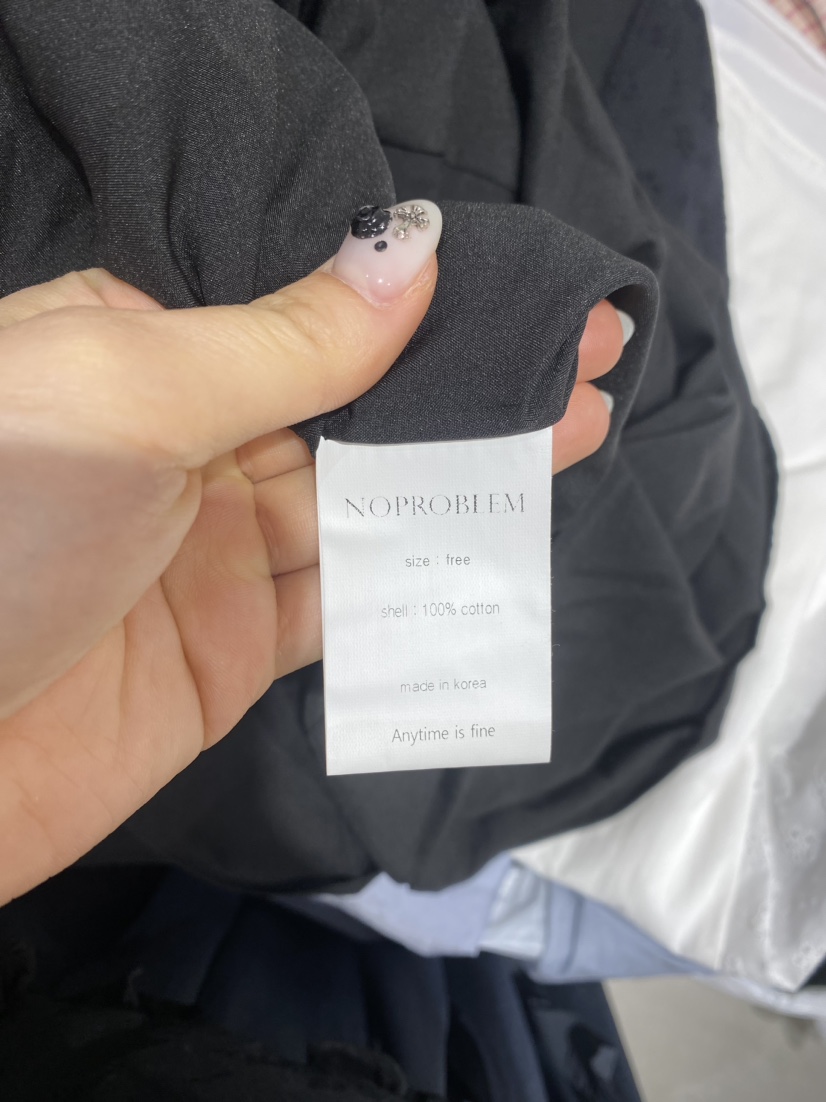 NOPROBLEM
size : free
shell : 100% cotton
made in korea
Anytime is fine